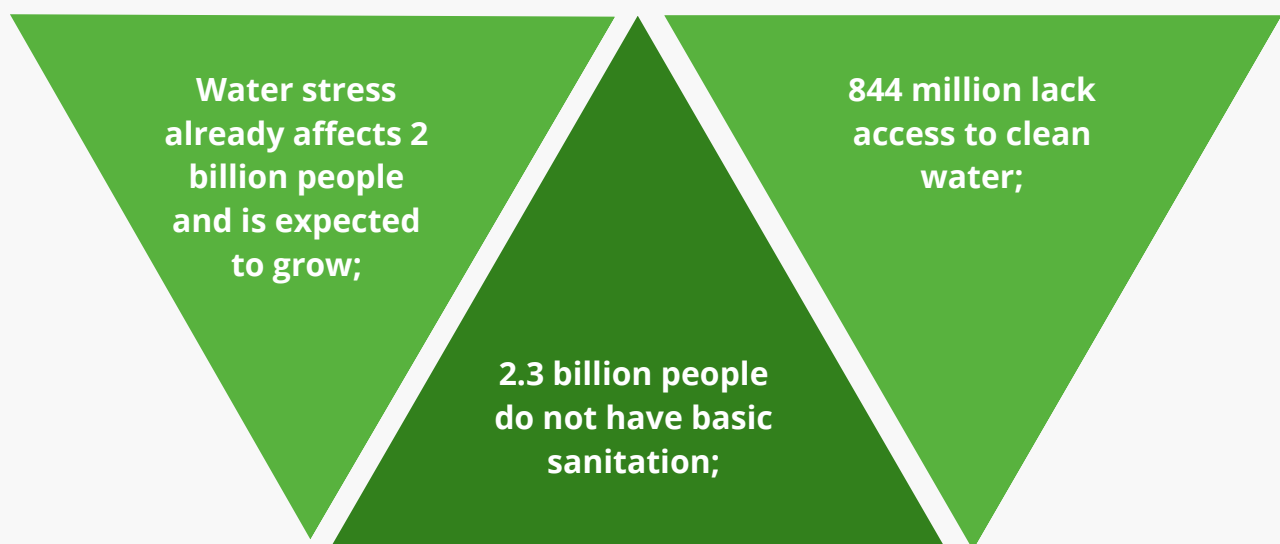 Water stress
already affects 2
billion people
and is expected
to grow;
2.3 billion people
do not have basic
sanitation;
844 million lack
access to clean
water;